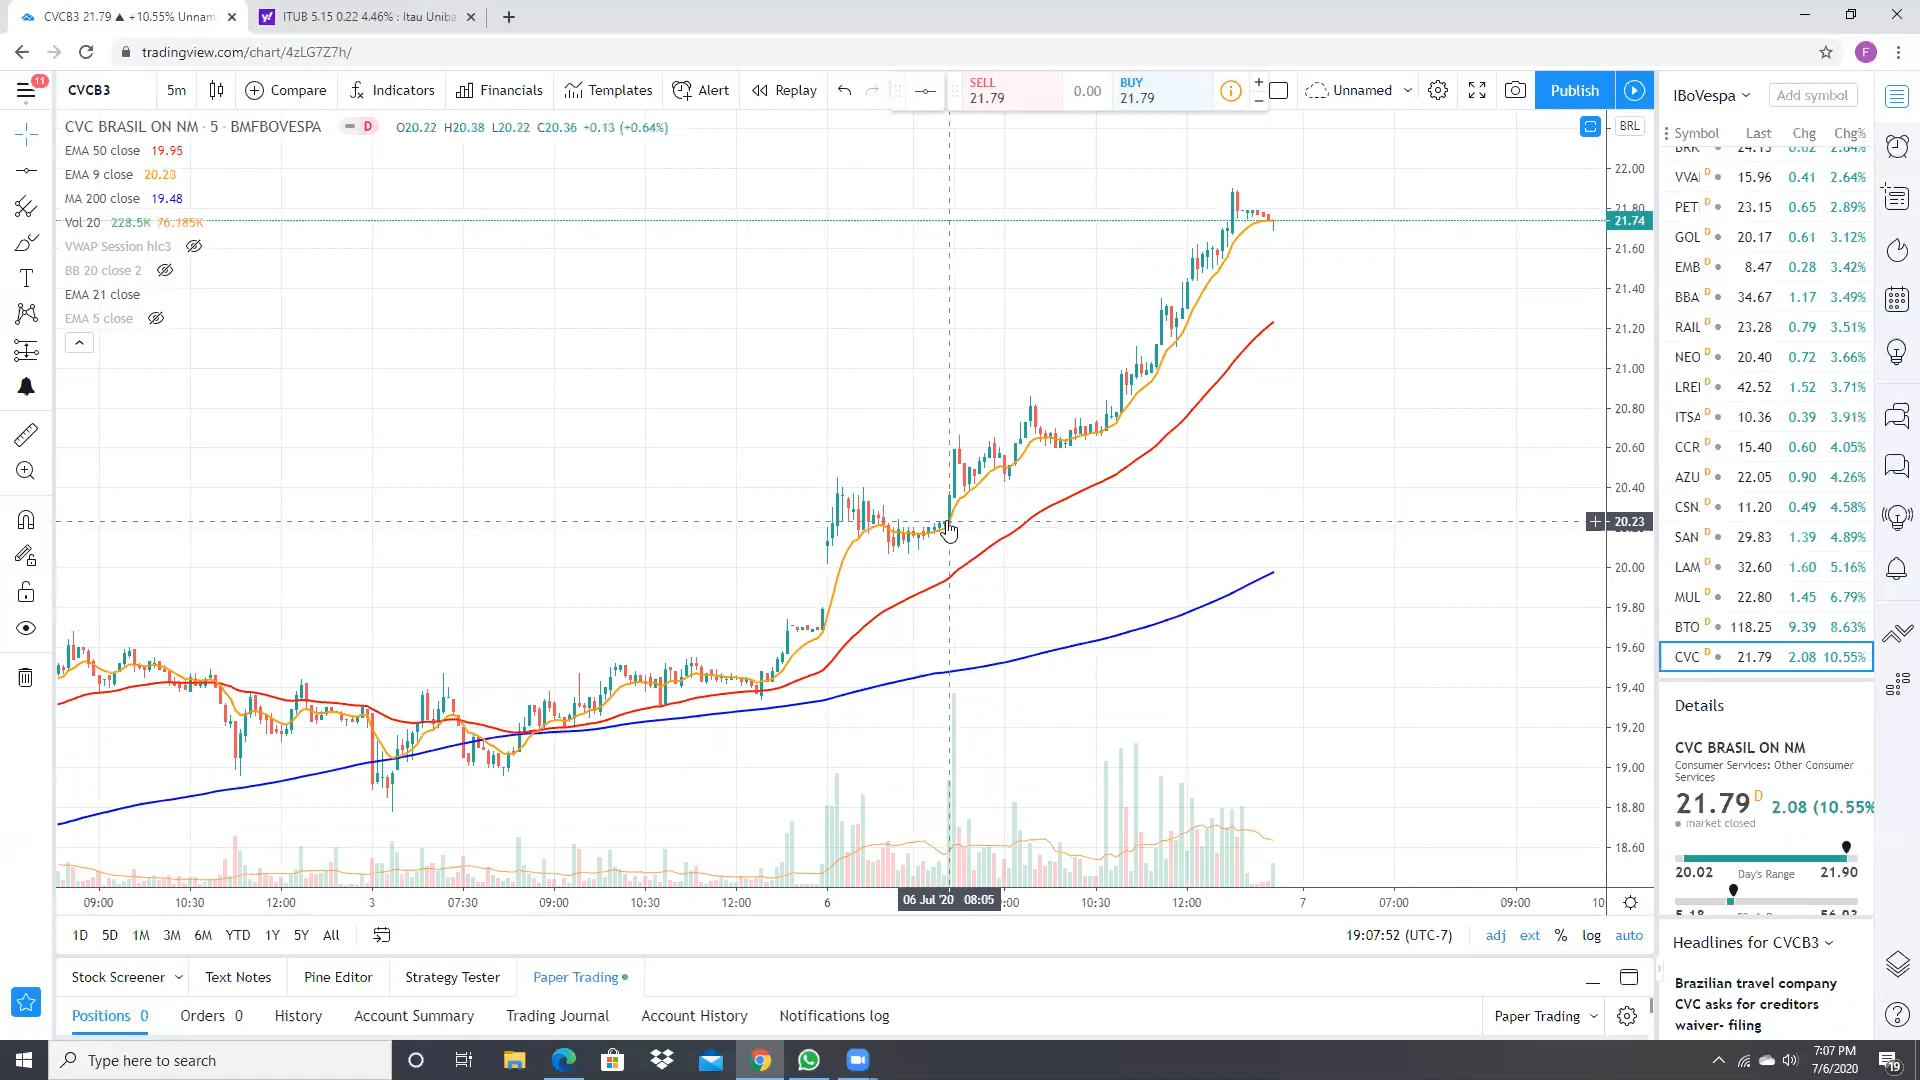 CVCB3 21.79 ▲ +10.55% Unnam
ITUB 5.15 0.22 4.46% : Itau Uniba
tradingview.com/chart/4zLG7Z7h/
F
11
CVCB3
5m
Compare
Indicators
Financials
Templates
Alert
Replay
SELL
21.79
0.00
BUY
21.79
Unnamed
Publish
IBoVespa
Add symbol
CVC BRASIL ON NM · 5 · BMFBOVESPA
D
O20.22 H20.38 L20.22 C20.36 +0.13 (+0.64%)
EMA 50 close 19.95
EMA 9 close 20.20
MA 200 close 19.48
Vol 20 228.5K 76.185K
VWAP Session hlc3
BB 20 close 2
EMA 21 close
EMA 5 close
BRL
22.00
21.80
21.74
21.60
21.40
21.20
21.00
20.80
20.60
20.40
20.23
20.00
19.80
19.60
19.40
19.20
19.00
18.80
18.60
09:00 10:30 12:00 3 07:30 09:00 10:30 12:00 6 06 Jul '20 08:05 :00 10:30 12:00 7 07:00 09:00 10
1D 5D 1M 3M 6M YTD 1Y 5Y All
19:07:52 (UTC-7) adj ext % log auto
Stock Screener Text Notes Pine Editor Strategy Tester Paper Trading
Positions 0 Orders 0 History Account Summary Trading Journal Account History Notifications log
Paper Trading
Symbol Last Chg Chg%
BRK 24.13 0.62 2.64%
VVA D 15.96 0.41 2.64%
PET D 23.15 0.65 2.89%
GOL D 20.17 0.61 3.12%
EMB D 8.47 0.28 3.42%
BBA D 34.67 1.17 3.49%
RAIL D 23.28 0.79 3.51%
NEO D 20.40 0.72 3.66%
LREI D 42.52 1.52 3.71%
ITSA D 10.36 0.39 3.91%
CCR D 15.40 0.60 4.05%
AZU D 22.05 0.90 4.26%
CSN D 11.20 0.49 4.58%
SAN D 29.83 1.39 4.89%
LAM D 32.60 1.60 5.16%
MUL D 22.80 1.45 6.79%
BTO D 118.25 9.39 8.63%
CVC D 21.79 2.08 10.55%
Details
CVC BRASIL ON NM
Consumer Services: Other Consumer
Services
21.79 D 2.08 (10.55%
market closed
20.02 Day's Range 21.90
Headlines for CVCB3
Brazilian travel company
CVC asks for creditors
waiver- filing
Type here to search
7:07 PM
7/6/2020
19